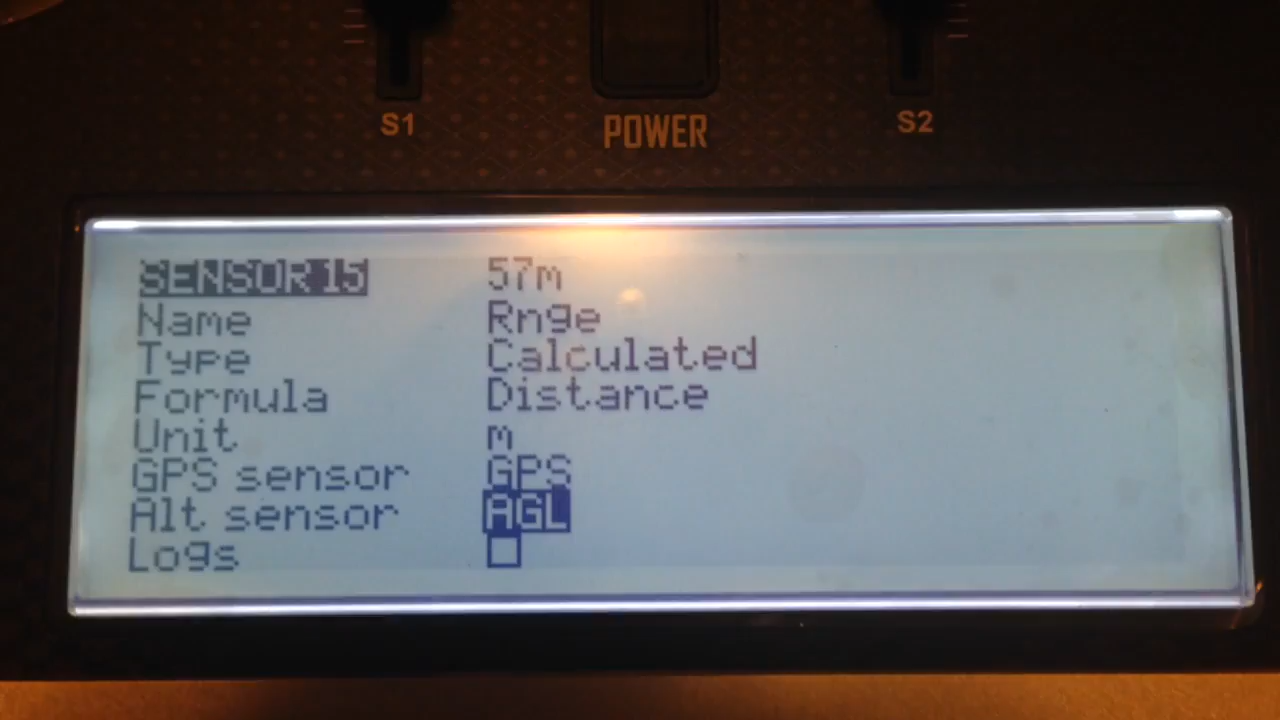 S1 POWER S2
SENSOR 15 57m
Name Rnge
Type Calculated
Formula Distance
Unit m
GPS sensor GPS
Alt sensor AGL
Logs